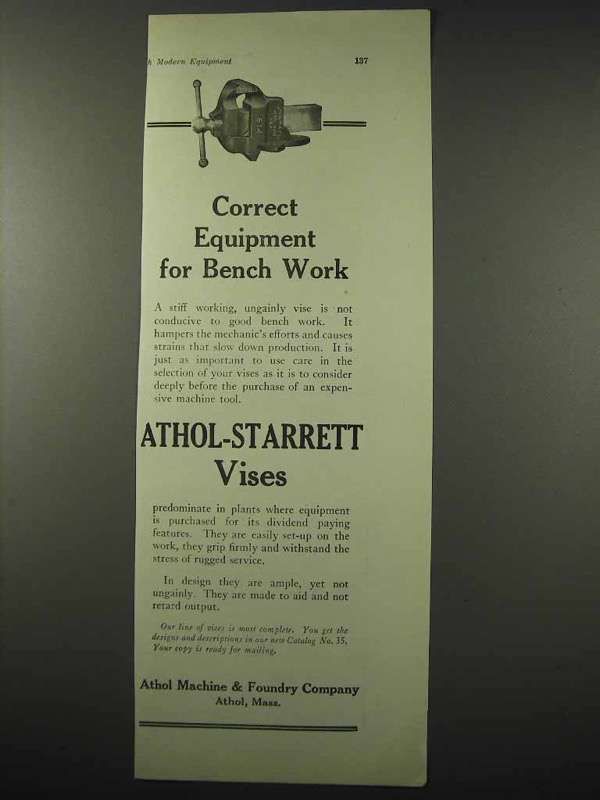 h Modern Equipment 137
Correct
Equipment
for Bench Work
A stiff working, ungainly vise is not
conducive to good bench work. It
hampers the mechanic's efforts and causes
strains that slow down production. It is
just as important to use care in the
selection of your vises as it is to consider
deeply before the purchase of an expen-
sive machine tool.
ATHOL-STARRETT
Vises
predominate in plants where equipment
is purchased for its dividend paying
features. They are easily set-up on the
work, they grip firmly and withstand the
stress of rugged service.
In design they are ample, yet not
ungainly. They are made to aid and not
retard output.
Our line of vises is most complete. You get the
designs and descriptions in our new Catalog No. 35.
Your copy is ready for mailing.
Athol Machine & Foundry Company
Athol, Mass.